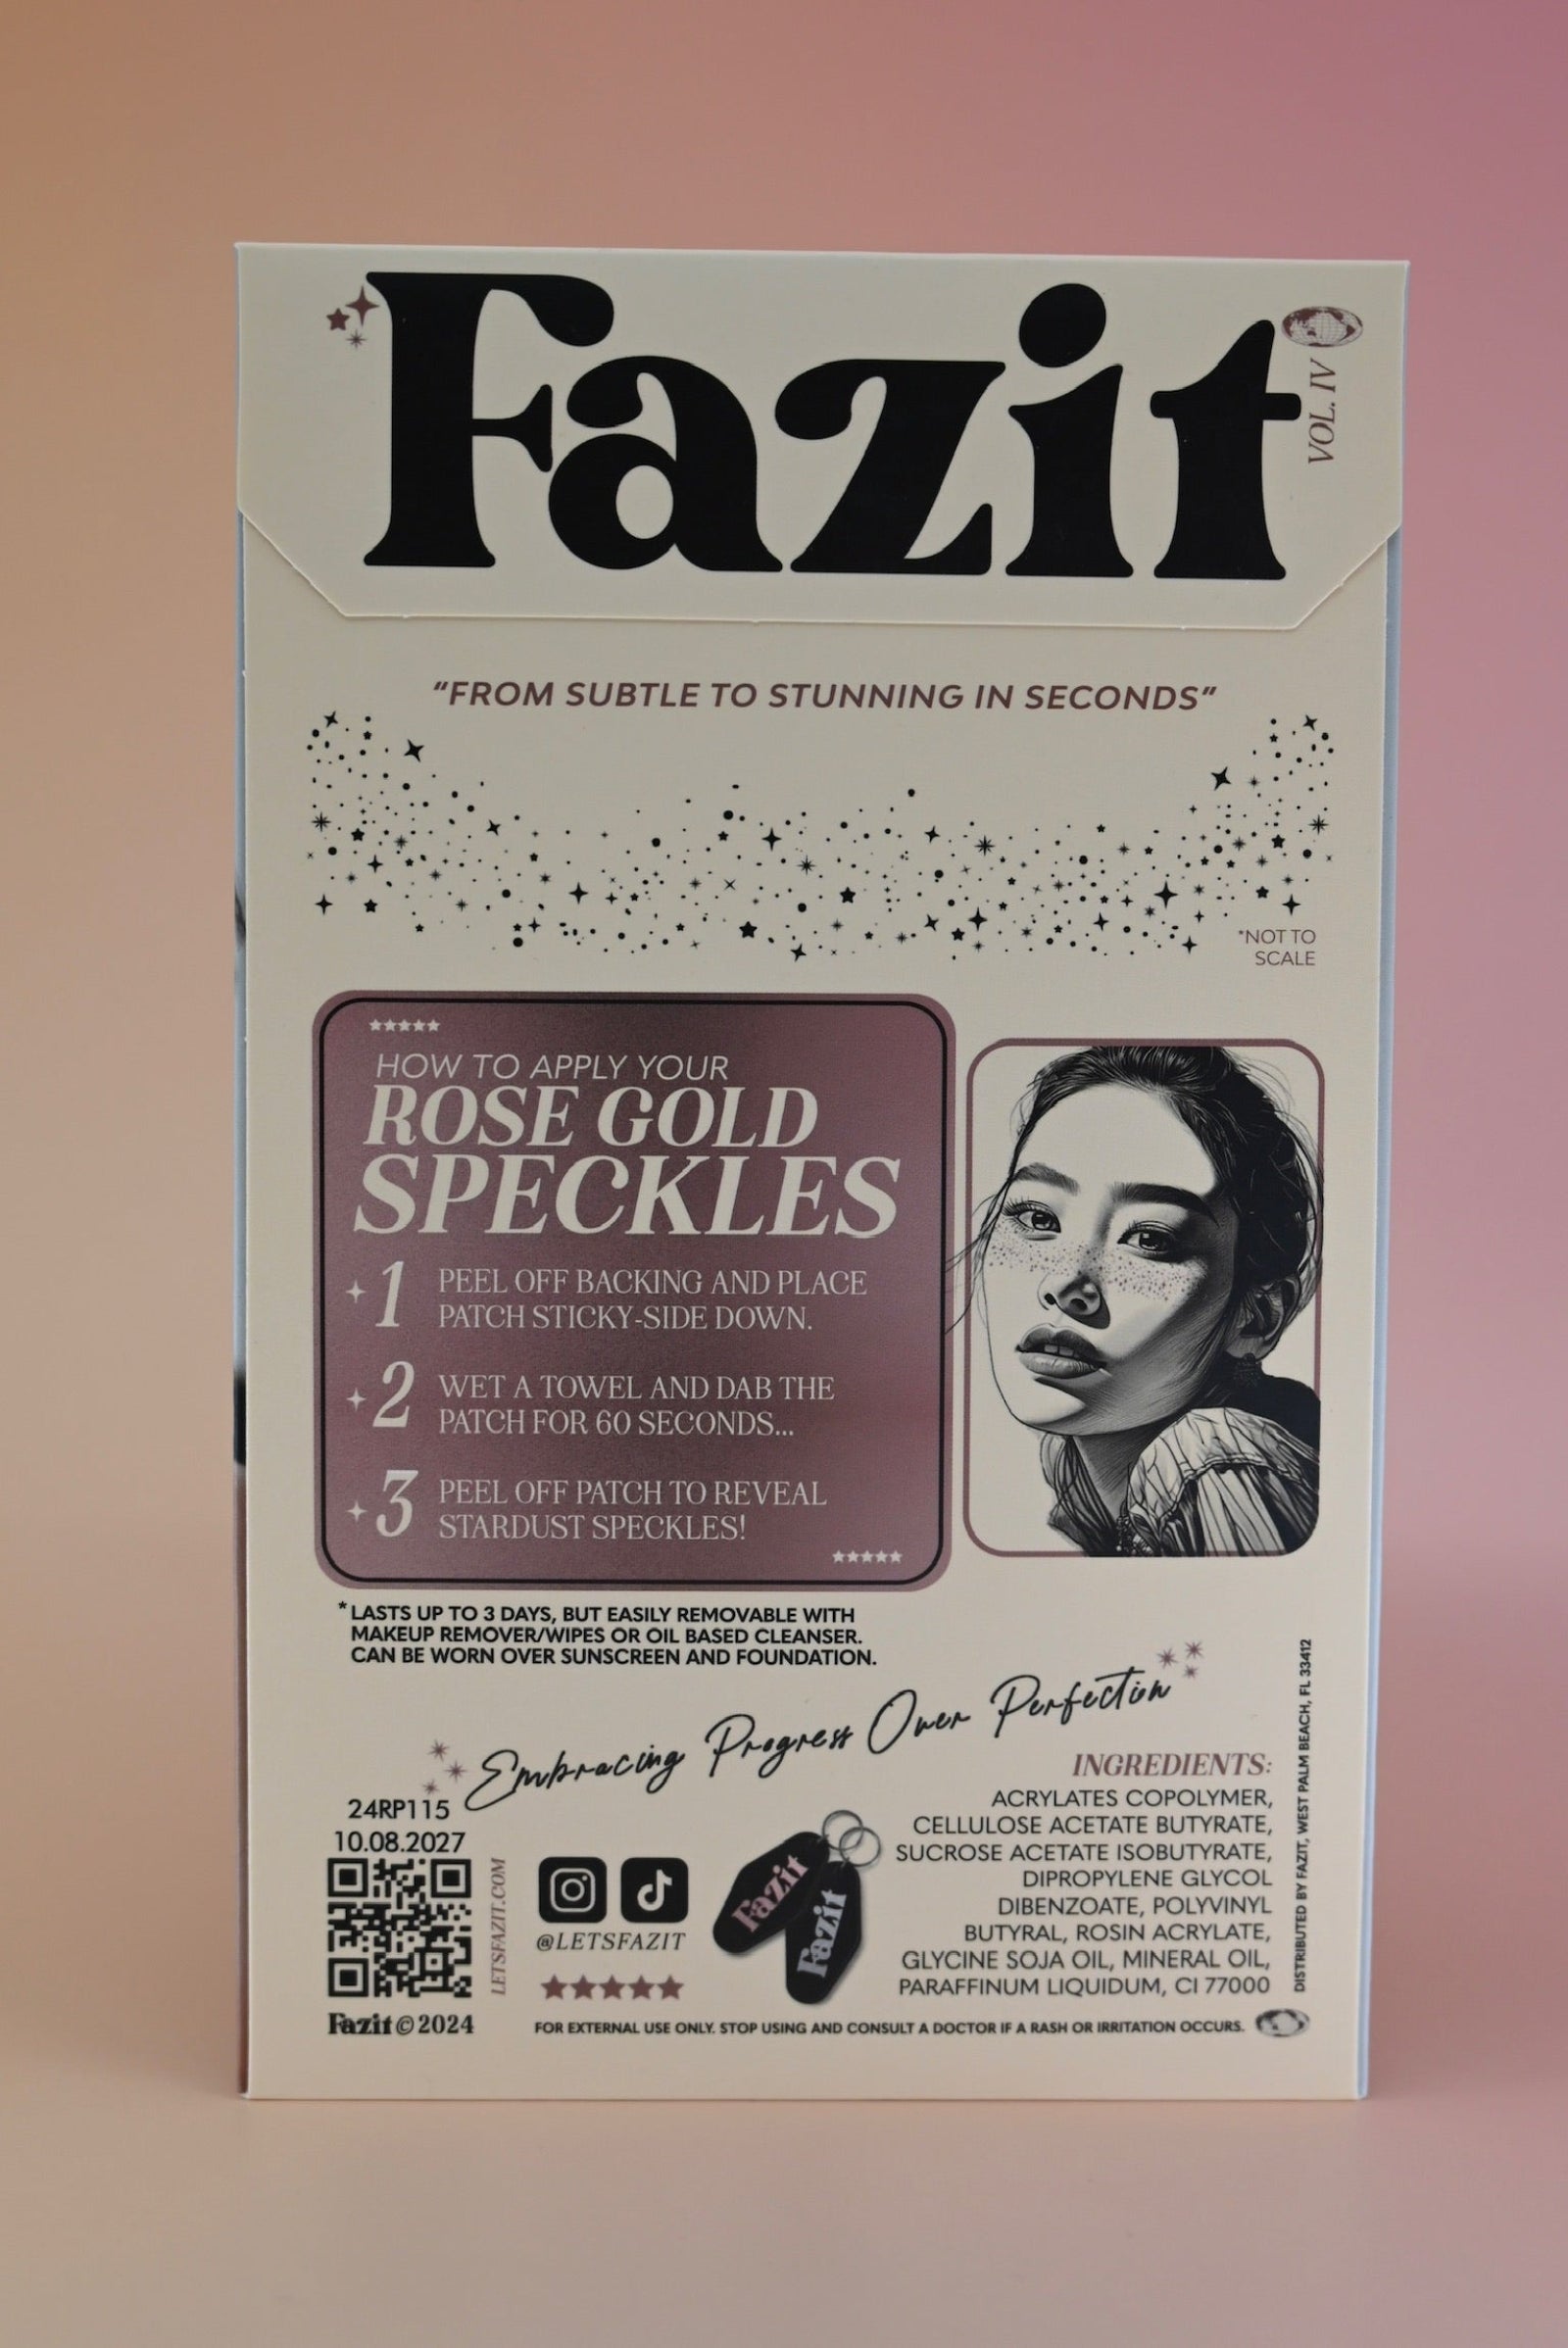 Fazit
VOL. IV
“FROM SUBTLE TO STUNNING IN SECONDS”
*NOT TO
SCALE
HOW TO APPLY YOUR
ROSE GOLD
SPECKLES
1 PEEL OFF BACKING AND PLACE
PATCH STICKY-SIDE DOWN.
2 WET A TOWEL AND DAB THE
PATCH FOR 60 SECONDS...
3 PEEL OFF PATCH TO REVEAL
STARDUST SPECKLES!
*LASTS UP TO 3 DAYS, BUT EASILY REMOVABLE WITH
MAKEUP REMOVER/WIPES OR OIL BASED CLEANSER.
CAN BE WORN OVER SUNSCREEN AND FOUNDATION.
Embracing Progress Over Perfection
24RP115
10.08.2027
LETSFAZIT.COM
Fazit © 2024
@LETSFAZIT
Fazit
Fazit
INGREDIENTS:
ACRYLATES COPOLYMER,
CELLULOSE ACETATE BUTYRATE,
SUCROSE ACETATE ISOBUTYRATE,
DIPROPYLENE GLYCOL
DIBENZOATE, POLYVINYL
BUTYRAL, ROSIN ACRYLATE,
GLYCINE SOJA OIL, MINERAL OIL,
PARAFFINUM LIQUIDUM, CI 77000
DISTRIBUTED BY FAZIT, WEST PALM BEACH, FL 33412
FOR EXTERNAL USE ONLY. STOP USING AND CONSULT A DOCTOR IF A RASH OR IRRITATION OCCURS.